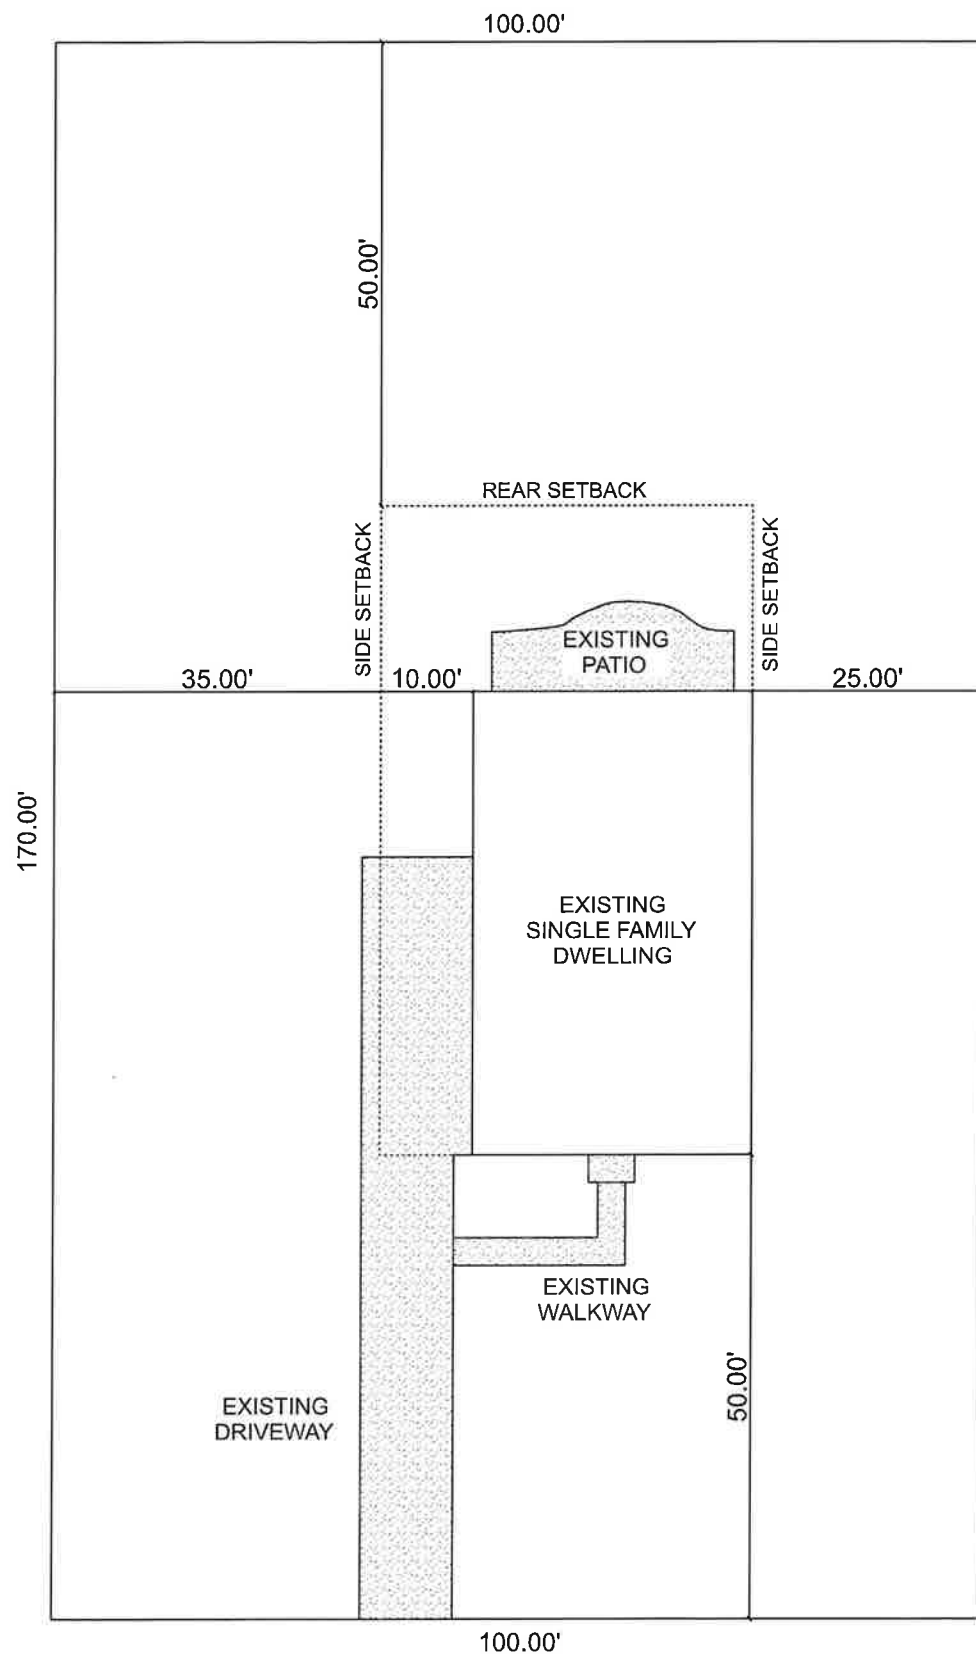 100.00'
50.00'
REAR SETBACK
SIDE SETBACK
SIDE SETBACK
EXISTING
PATIO
35.00'
10.00'
25.00'
170.00'
EXISTING
SINGLE FAMILY
DWELLING
EXISTING
WALKWAY
50.00'
EXISTING
DRIVEWAY
100.00'